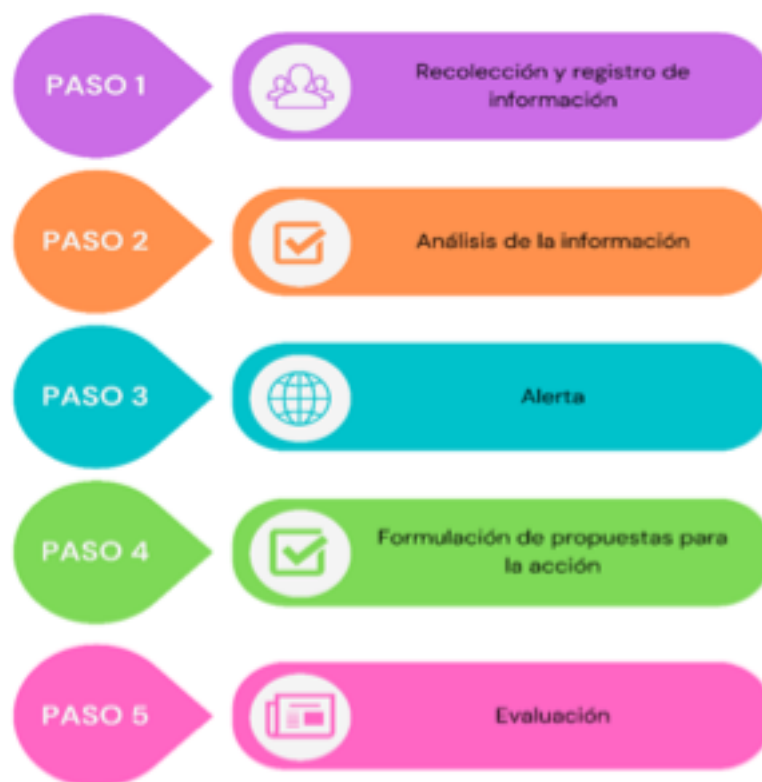 PASO 1
Recolección y registro de
información
PASO 2
Análisis de la información
PASO 3
Alerta
PASO 4
Formulación de propuestas para
la acción
PASO 5
Evaluación